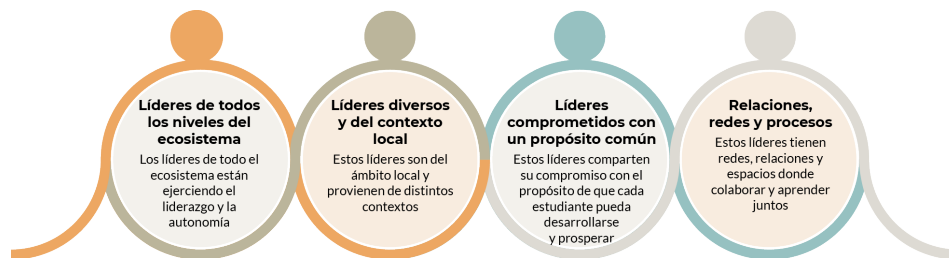 Líderes de todos
los niveles del
ecosistema
Los líderes de todo el
ecosistema están
ejerciendo el
liderazgo y la
autonomía
Líderes diversos
y del contexto
local
Estos líderes son del
ámbito local y
provienen de distintos
contextos
Líderes
comprometidos con
un propósito común
Estos líderes comparten
su compromiso con el
propósito de que cada
estudiante pueda
desarrollarse
y prosperar
Relaciones,
redes y procesos
Estos líderes tienen
redes, relaciones y
espacios donde
colaborar y aprender
juntos